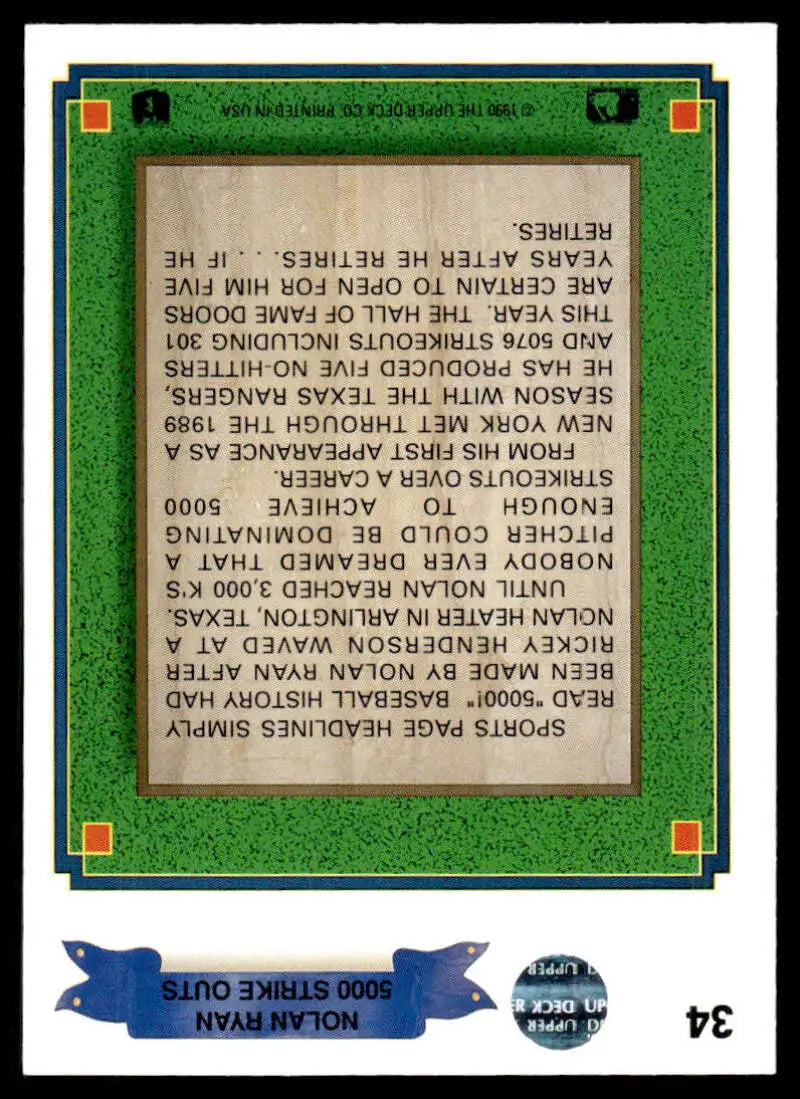 34
NOLAN RYAN
5000 STRIKE OUTS
UPPER D
R DECK UP
UPPER D
SPORTS PAGE HEADLINES SIMPLY
READ "5000!" BASEBALL HISTORY HAD
BEEN MADE BY NOLAN RYAN AFTER
RICKEY HENDERSON WAVED AT A
NOLAN HEATER IN ARLINGTON, TEXAS.
UNTIL NOLAN REACHED 3,000 K'S
NOBODY EVER DREAMED THAT A
PITCHER COULD BE DOMINATING
ENOUGH TO ACHIEVE 5000
STRIKEOUTS OVER A CAREER.
FROM HIS FIRST APPEARANCE AS A
NEW YORK MET THROUGH THE 1989
SEASON WITH THE TEXAS RANGERS,
HE HAS PRODUCED FIVE NO-HITTERS
AND 5076 STRIKEOUTS INCLUDING 301
THIS YEAR. THE HALL OF FAME DOORS
ARE CERTAIN TO OPEN FOR HIM FIVE
YEARS AFTER HE RETIRES. . . IF HE
RETIRES.
© 1990 THE UPPER DECK CO. PRINTED IN USA